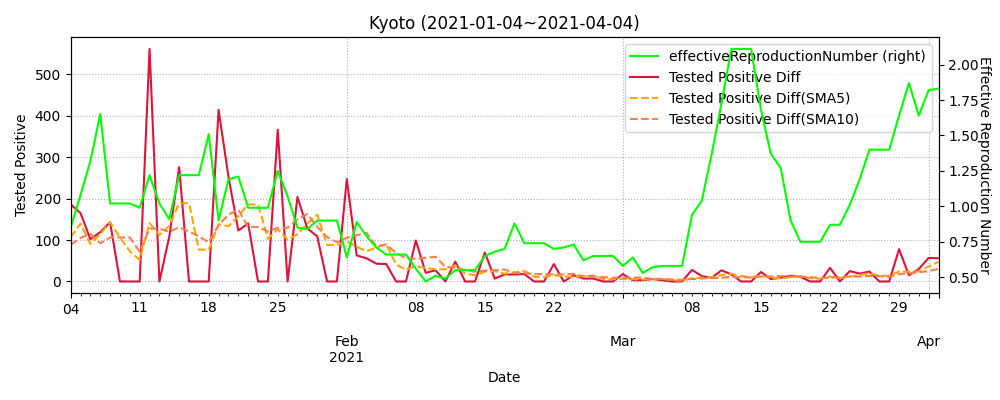 Kyoto (2021-01-04~2021-04-04)
effectiveReproductionNumber (right)
Tested Positive Diff
Tested Positive Diff(SMA5)
Tested Positive Diff(SMA10)
Tested Positive
500
400
300
200
100
0
2.00
1.75
1.50
1.25
1.00
0.75
0.50
Effective Reproduction Number
04 11 18 25 08 15 22 08 15 22 29
Feb Mar Apr
2021
Date